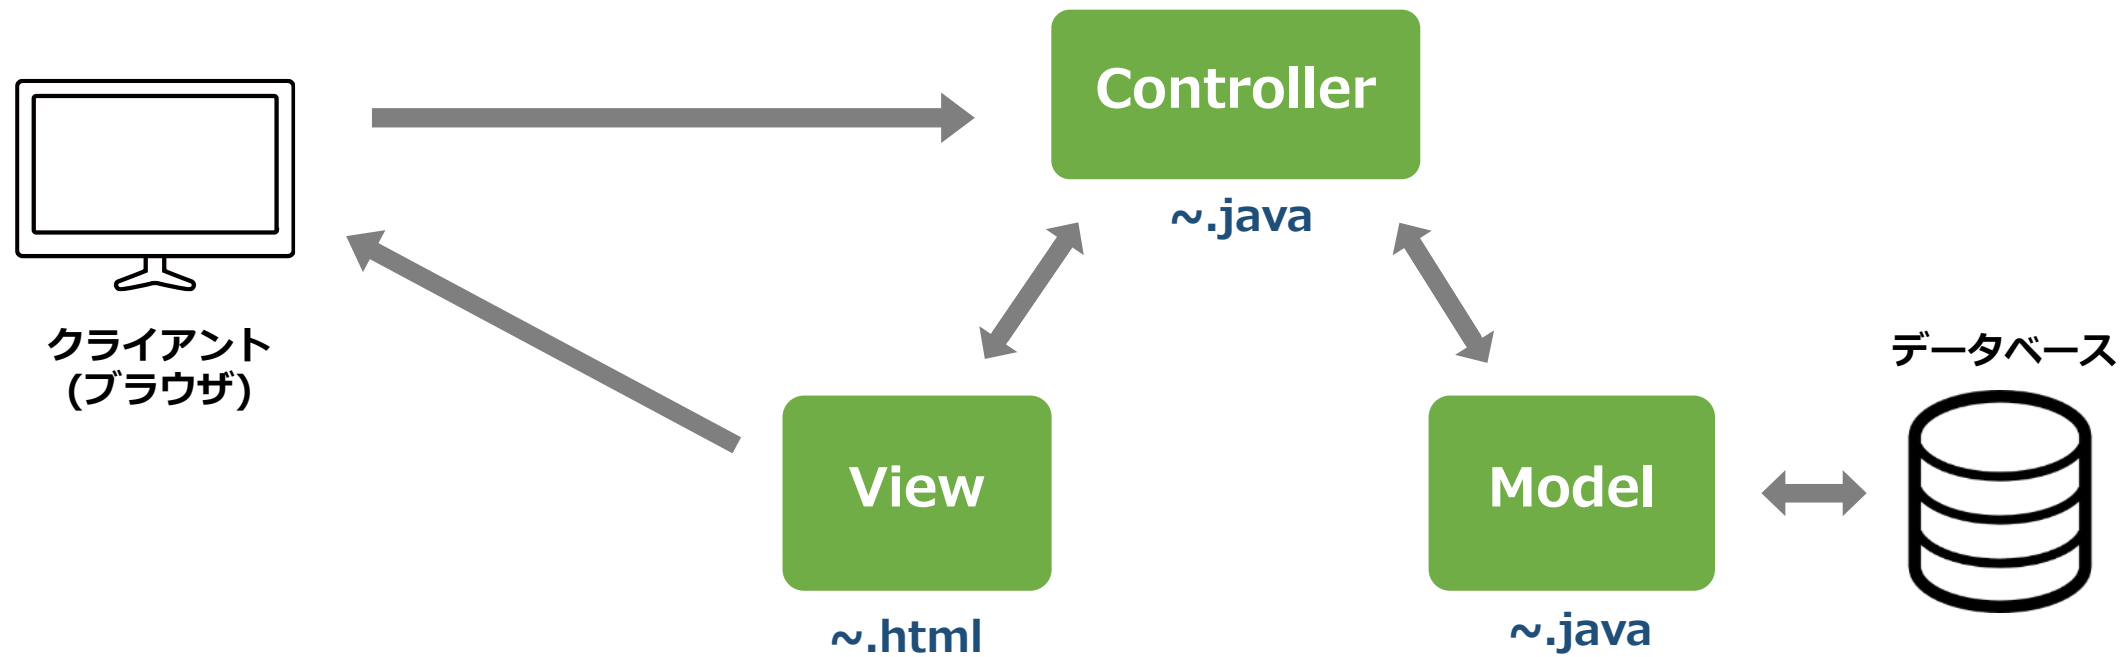 Controller
~.java
クライアント
(ブラウザ)
データベース
View
~.html
Model
~.java